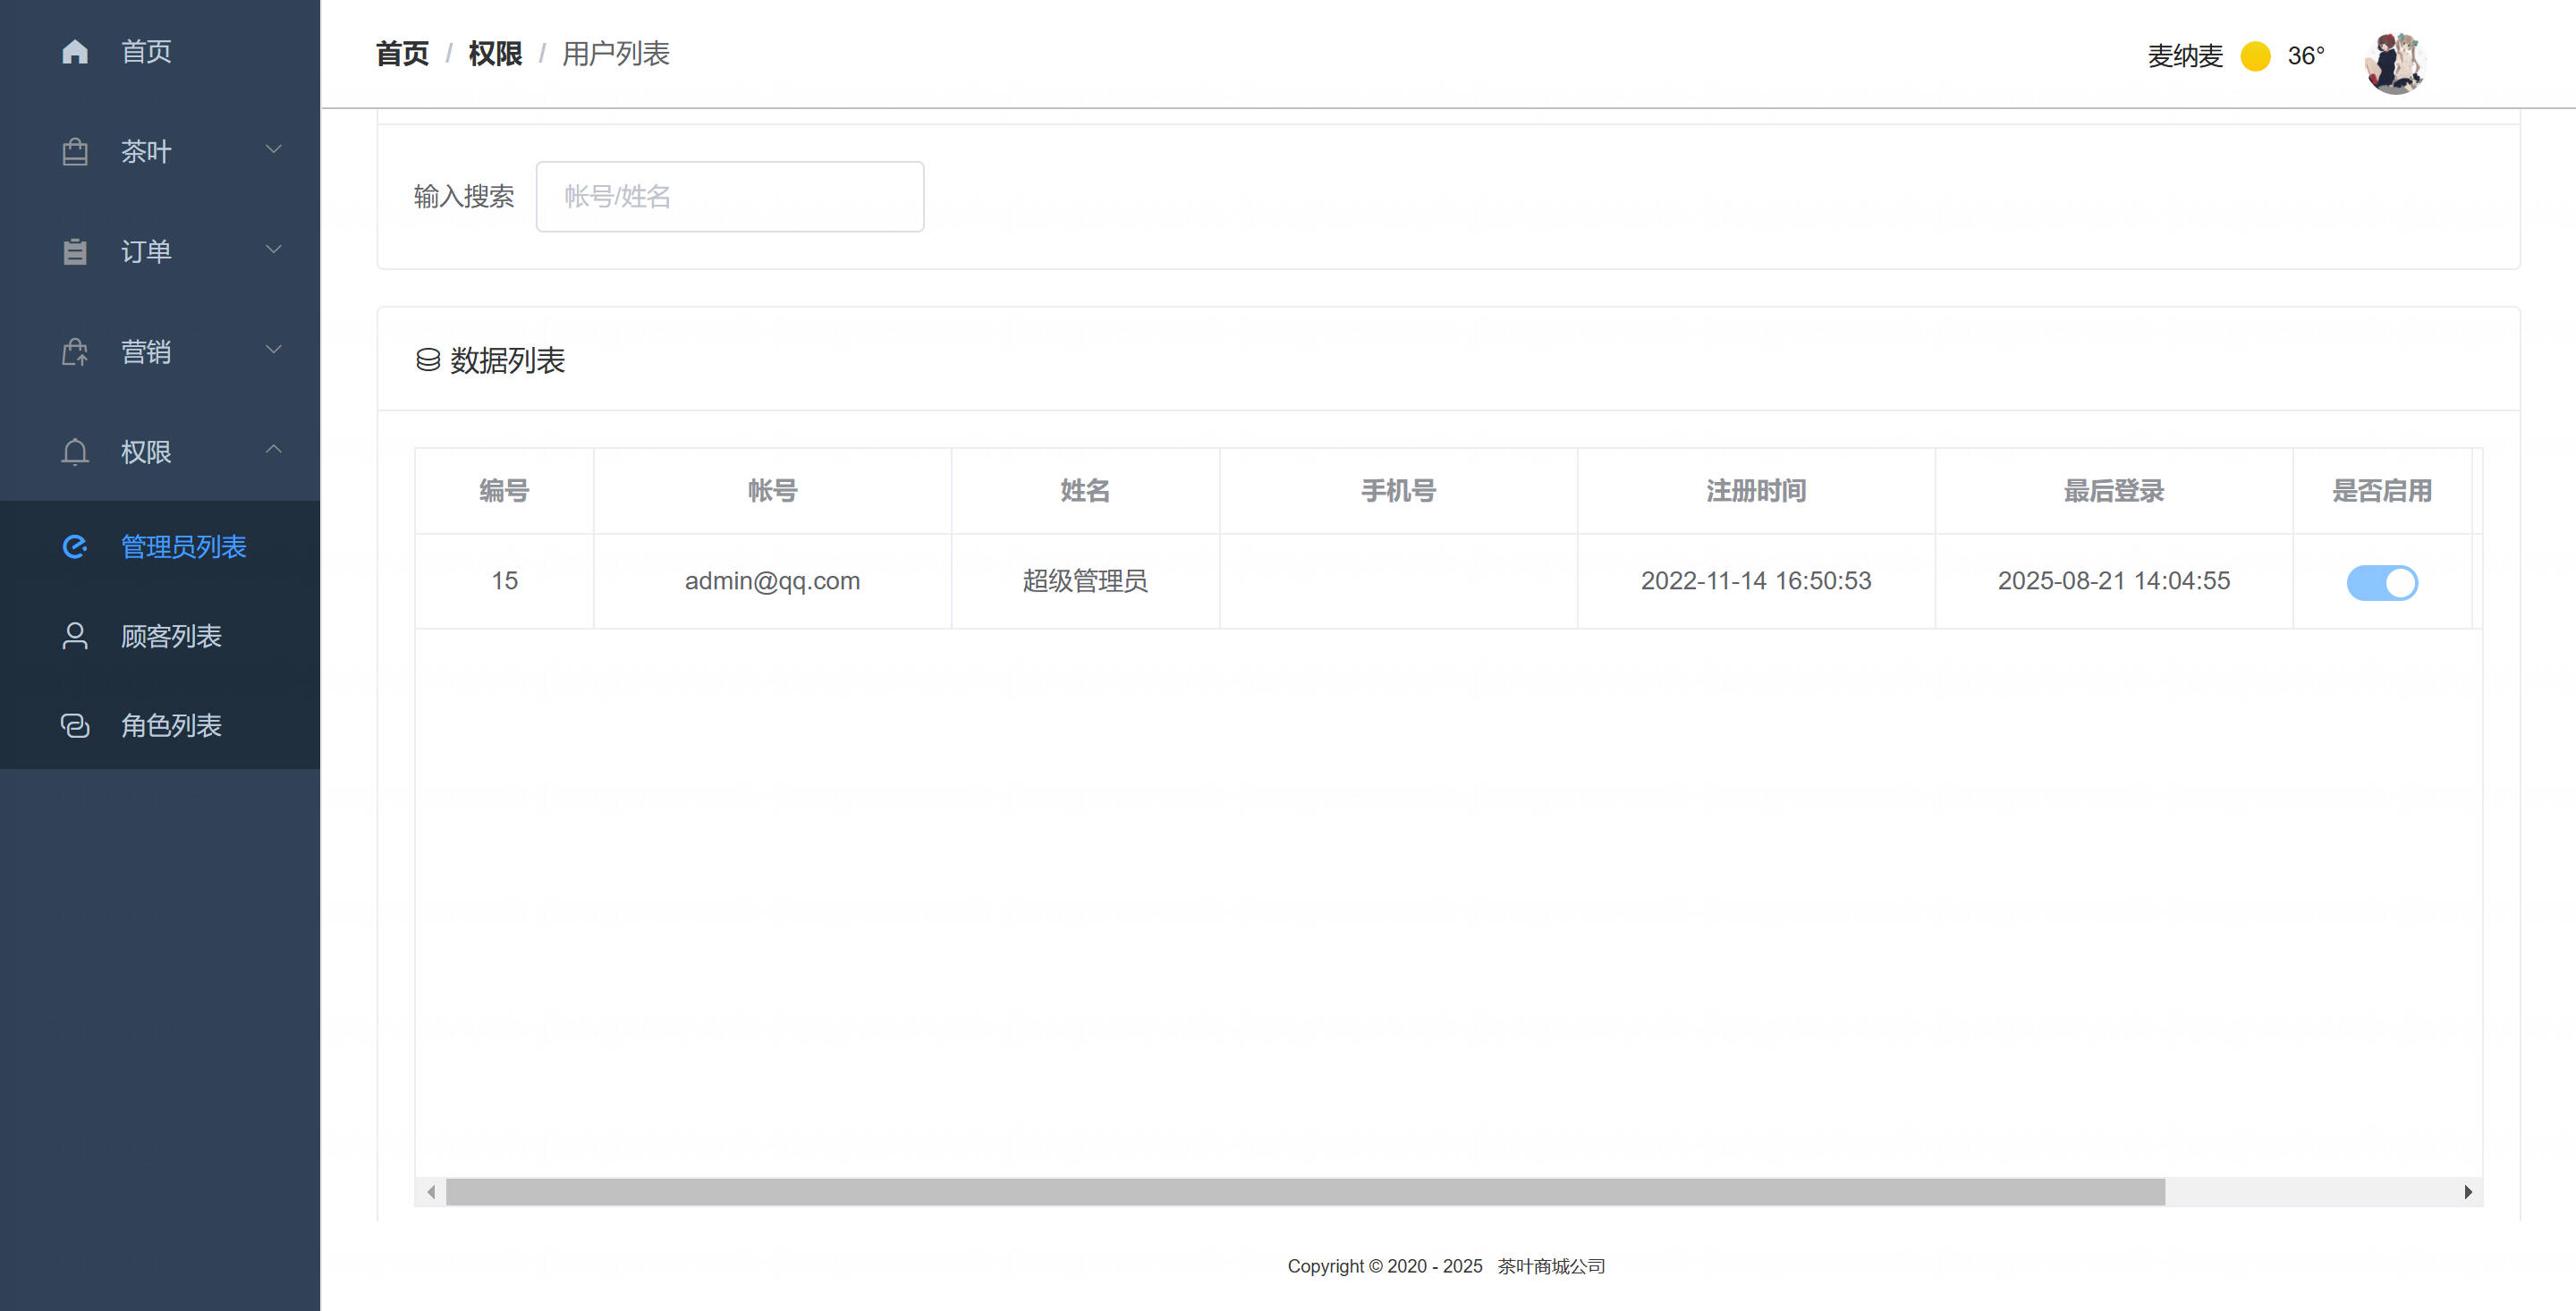 首页
茶叶
订单
营销
权限
管理员列表
顾客列表
角色列表
首页 / 权限 / 用户列表
麦纳麦 36°
输入搜索 帐号/姓名
数据列表
编号 帐号 姓名 手机号 注册时间 最后登录 是否启用
15 admin@qq.com 超级管理员 2022-11-14 16:50:53 2025-08-21 14:04:55
Copyright © 2020 - 2025 茶叶商城公司